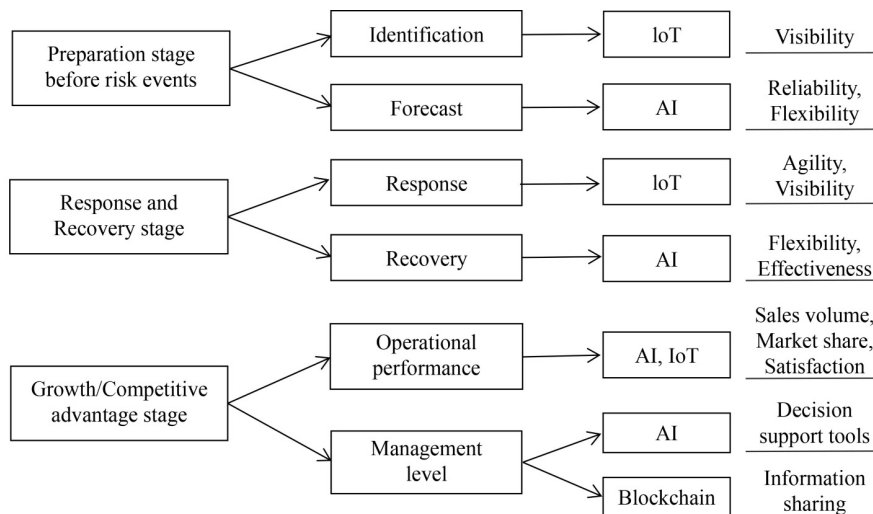 Preparation stage
before risk events
Identification
loT
Visibility
Forecast
AI
Reliability,
Flexibility
Response and
Recovery stage
Response
loT
Agility,
Visibility
Recovery
AI
Flexibility,
Effectiveness
Growth/Competitive
advantage stage
Operational
performance
AI, IoT
Sales volume,
Market share,
Satisfaction
Management
level
AI
Decision
support tools
Blockchain
Information
sharing